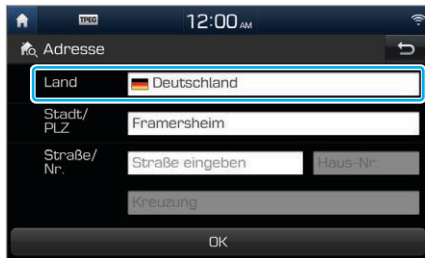 TPEG 12:00 AM
Adresse
Land Deutschland
Stadt/
PLZ Framersheim
Straße/
Nr. Straße eingeben Haus-Nr.
Kreuzung
OK